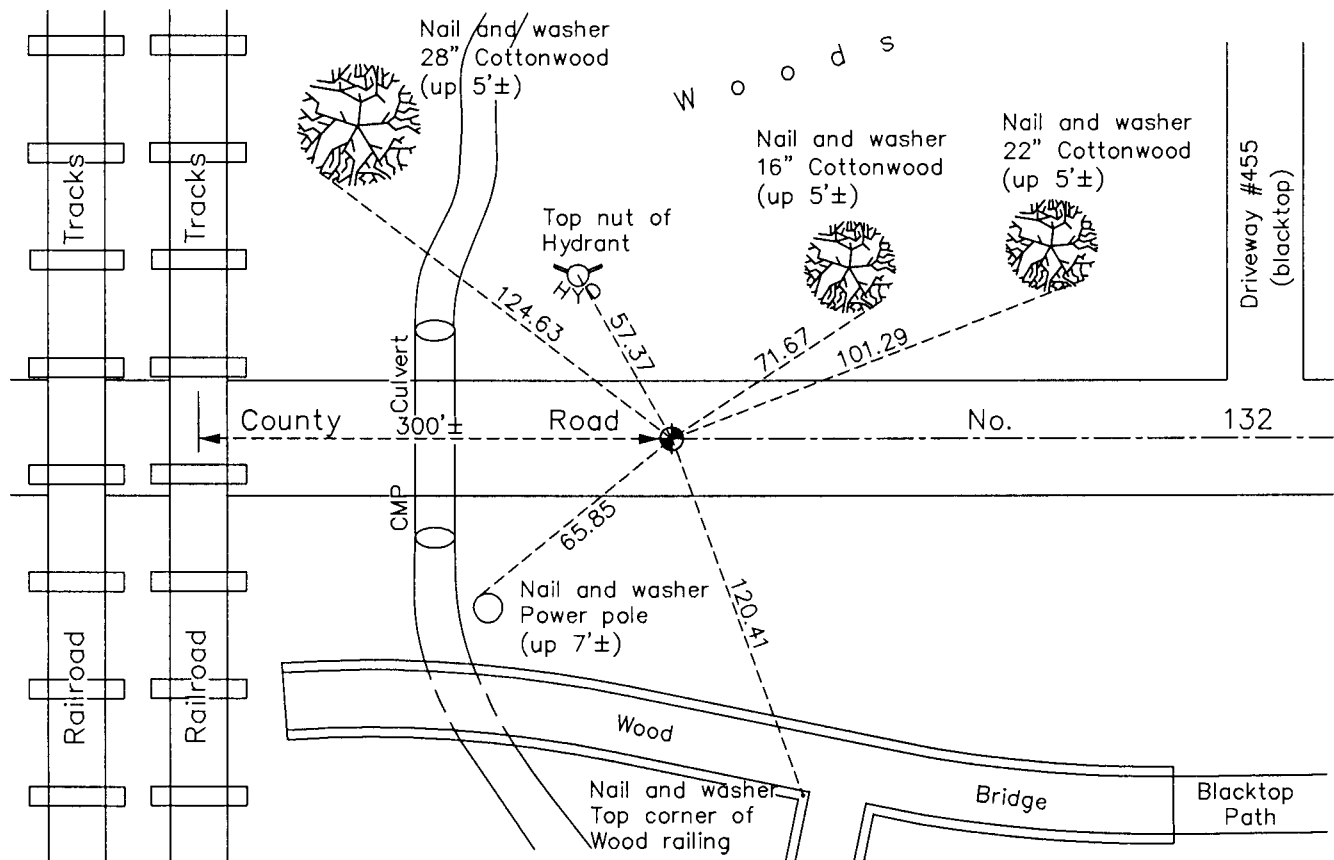 Nail and washer
28" Cottonwood
(up 5'±)
Woods
Nail and washer
16" Cottonwood
(up 5'±)
Nail and washer
22" Cottonwood
(up 5'±)
Driveway #455
(blacktop)
Tracks
Tracks
Top nut of
Hydrant
HYD
124.63
57.37
71.67
101.29
Culvert
County Road No. 132
300'±
CMP
65.85
120.41
Nail and washer
Power pole
(up 7'±)
Railroad
Railroad
Wood
Bridge
Blacktop
Path
Nail and washer
Top corner of
Wood railing